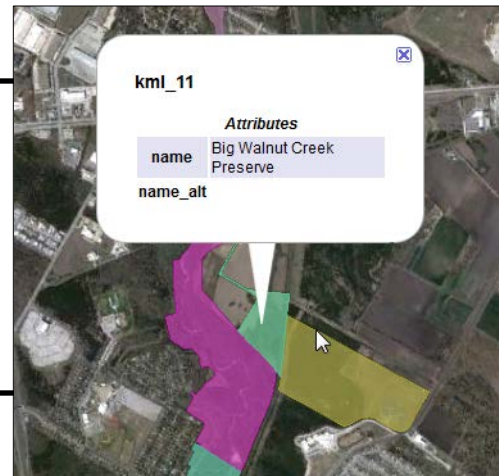 kml_11
Attributes
name Big Walnut Creek
Preserve
name_alt